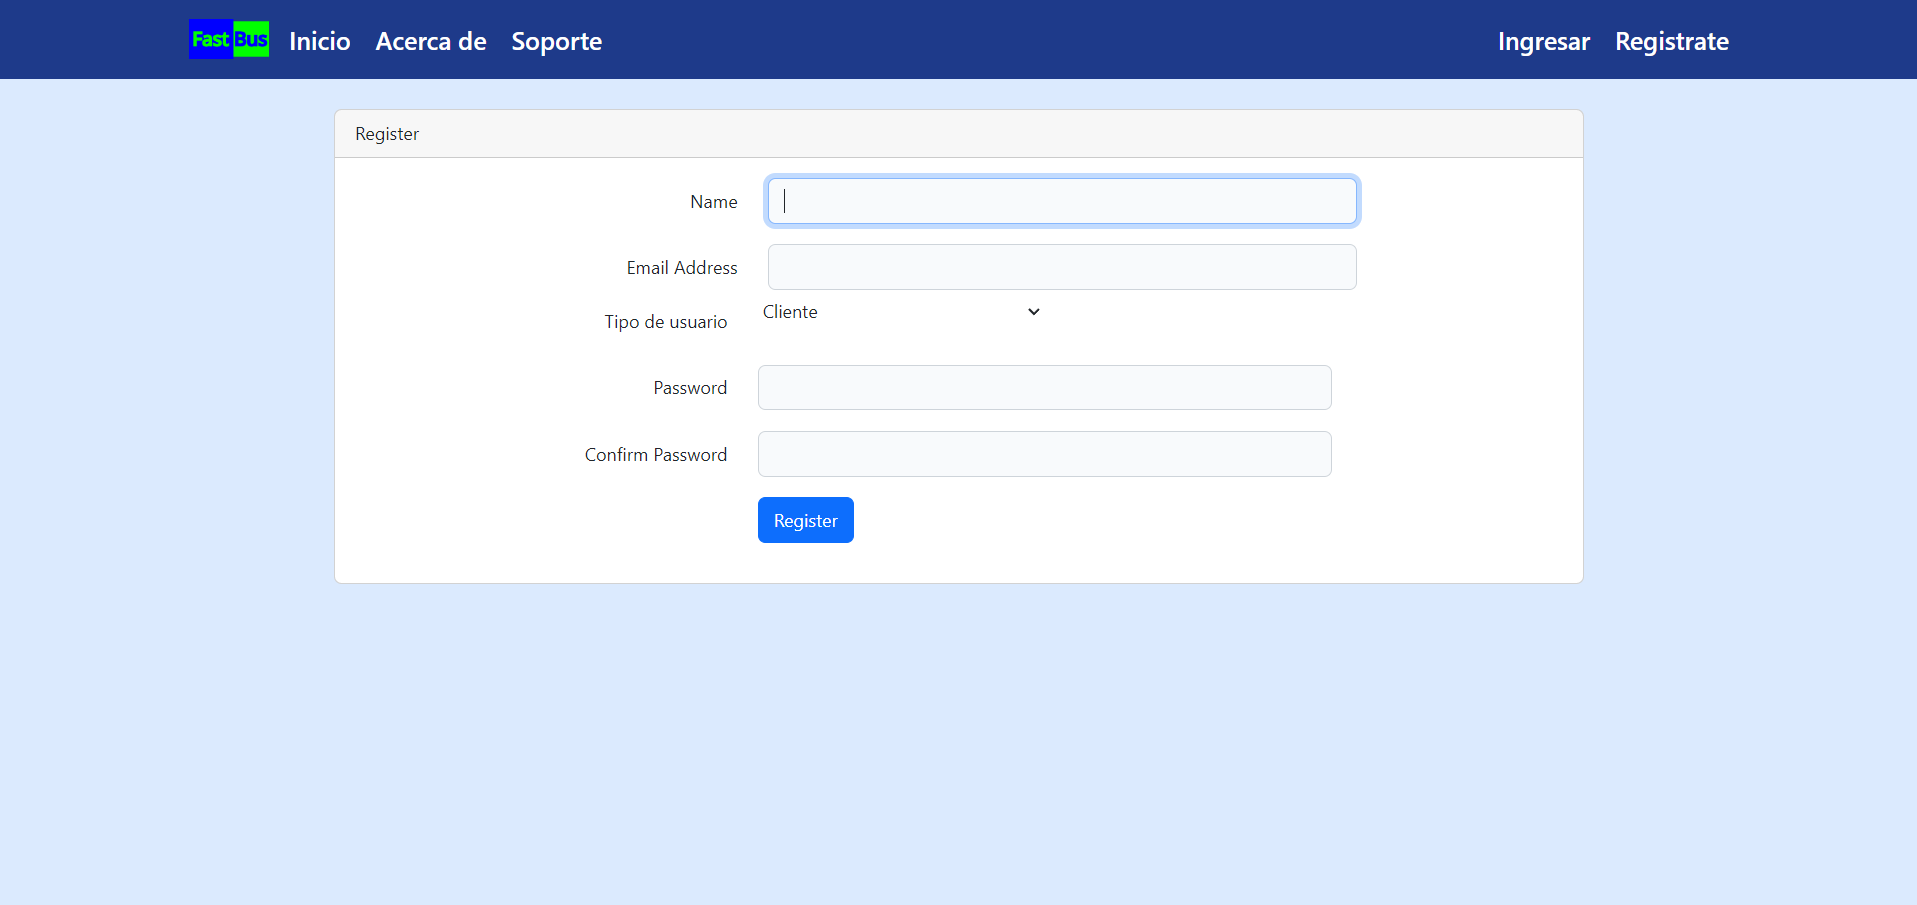 Fast Bus Inicio Acerca de Soporte Ingresar Registrate
Register
Name
Email Address
Tipo de usuario Cliente
Password
Confirm Password
Register